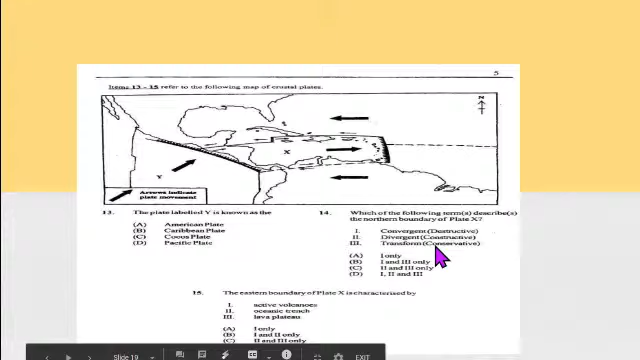 5
Items 13 - 15 refer to the following map of crustal plates.
N
X
Y
Arrows indicate
plate movement
13. The plate labelled Y is known as the
(A) American Plate
(B) Caribbean Plate
(C) Cocos Plate
(D) Pacific Plate
14. Which of the following term(s) describe(s)
the northern boundary of Plate X?
I. Convergent (Destructive)
II. Divergent (Constructive)
III. Transform (Conservative)
(A) I only
(B) I and III only
(C) II and III only
(D) I, II and III
15. The eastern boundary of Plate X is characterised by
I. active volcanoes
II. oceanic trench
III. lava plateau
(A) I only
(B) I and II only
(C) II and III only
Slide 19
EXIT